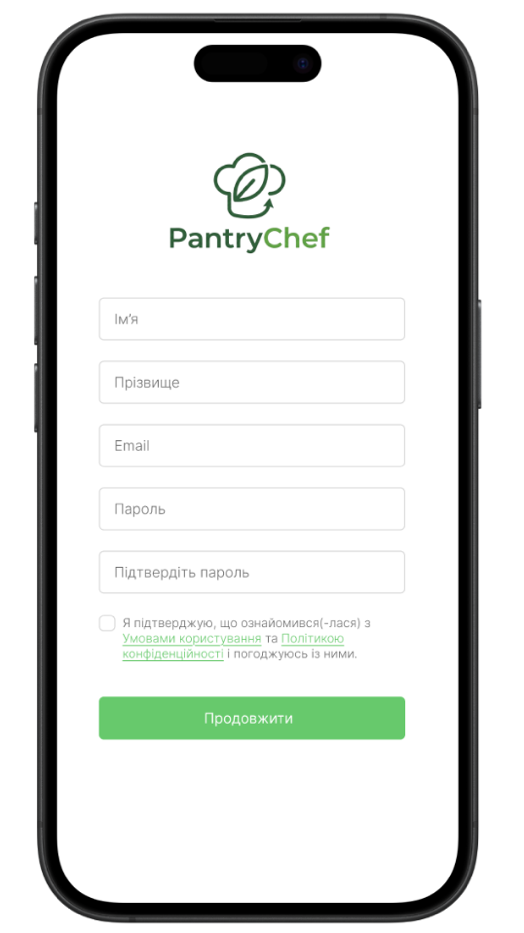 PantryChef
Ім'я
Прізвище
Email
Пароль
Підтвердіть пароль
Я підтверджую, що ознайомився(-лася) з
Умовами користування та Політикою
конфіденційності і погоджуюсь із ними.
Продовжити